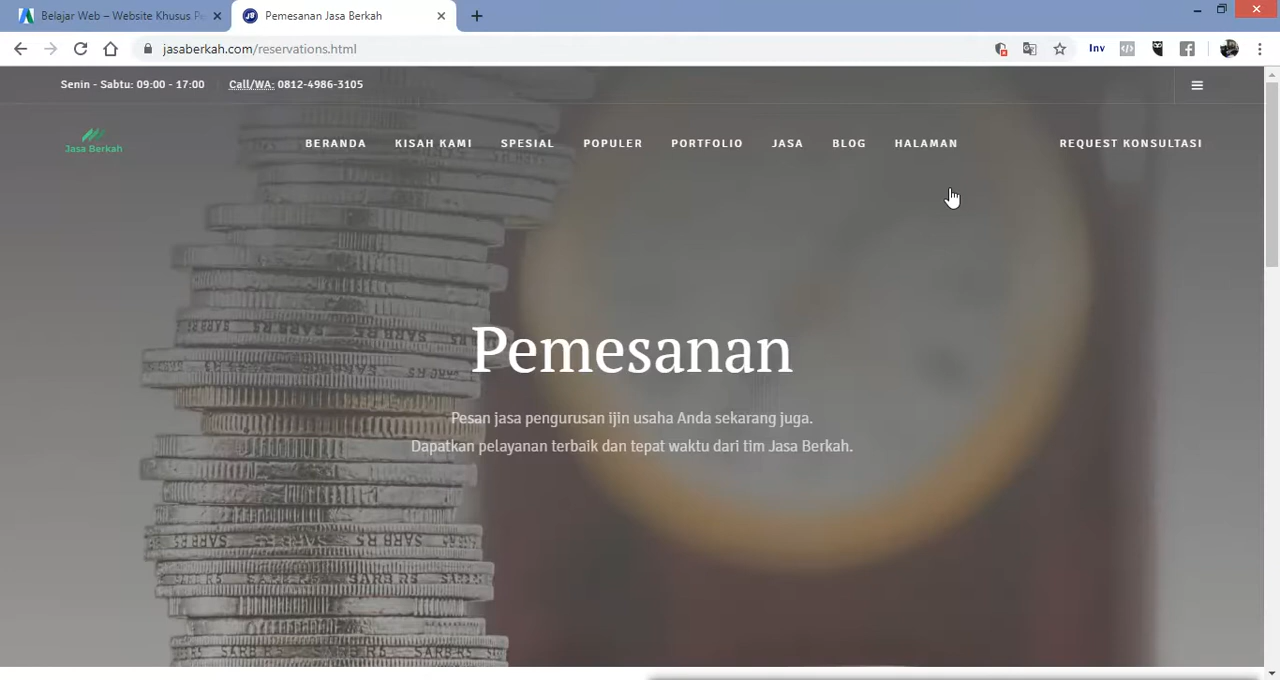 Belajar Web – Website Khusus Pe
Pemesanan Jasa Berkah
jasaberkah.com/reservations.html
Inv
Senin - Sabtu: 09:00 - 17:00
Call/WA: 0812-4986-3105
Jasa Berkah
BERANDA KISAH KAMI SPESIAL POPULER PORTFOLIO JASA BLOG HALAMAN REQUEST KONSULTASI
Pemesanan
Pesan jasa pengurusan ijin usaha Anda sekarang juga.
Dapatkan pelayanan terbaik dan tepat waktu dari tim Jasa Berkah.